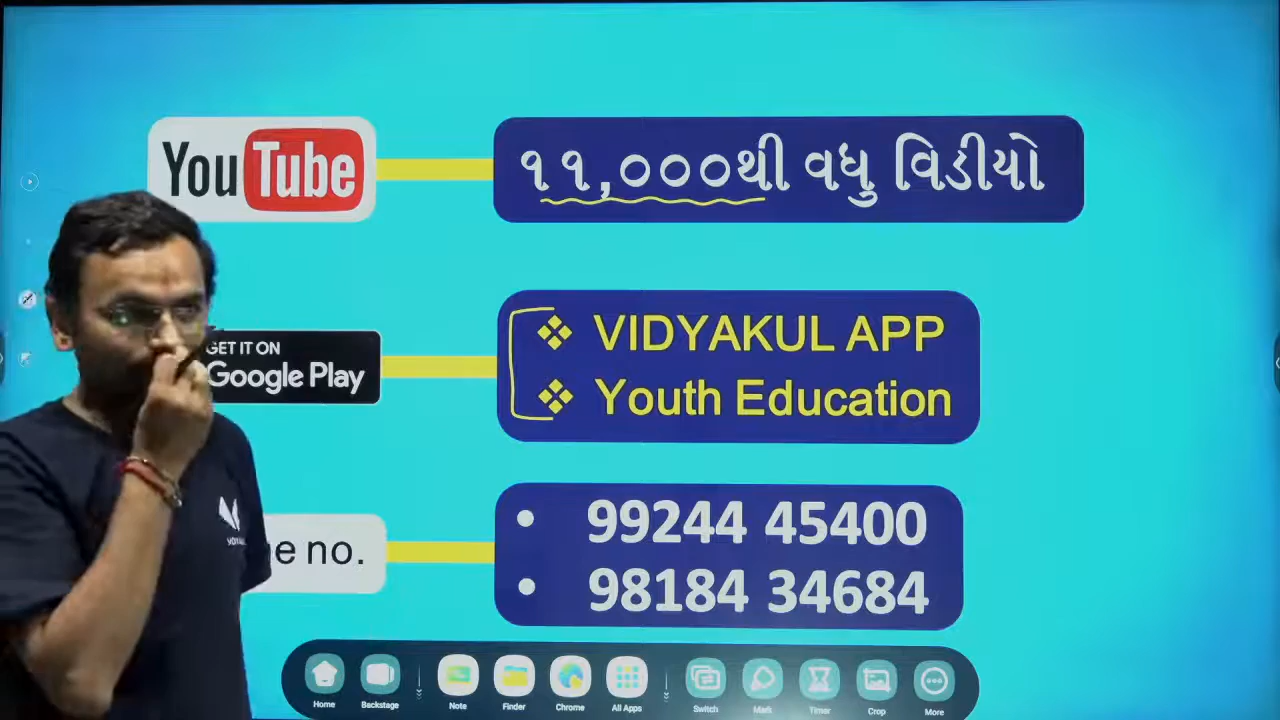 YouTube
૧૧,૦૦૦થી વધુ વિડીયો
GET IT ON
Google Play
VIDYAKUL APP
Youth Education
no.
99244 45400
98184 34684
Home
Backstage
Note
Finder
Chrome
All Apps
Switch
Mark
Timer
Crop
More